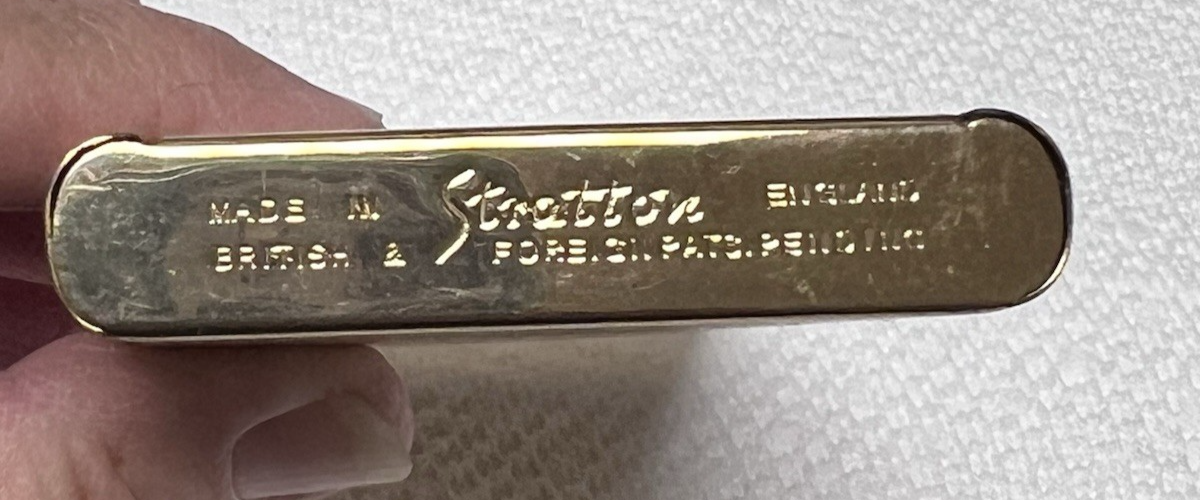 MADE IN Stratton ENGLAND
BRITISH & FOREIGN PATS. PENDING